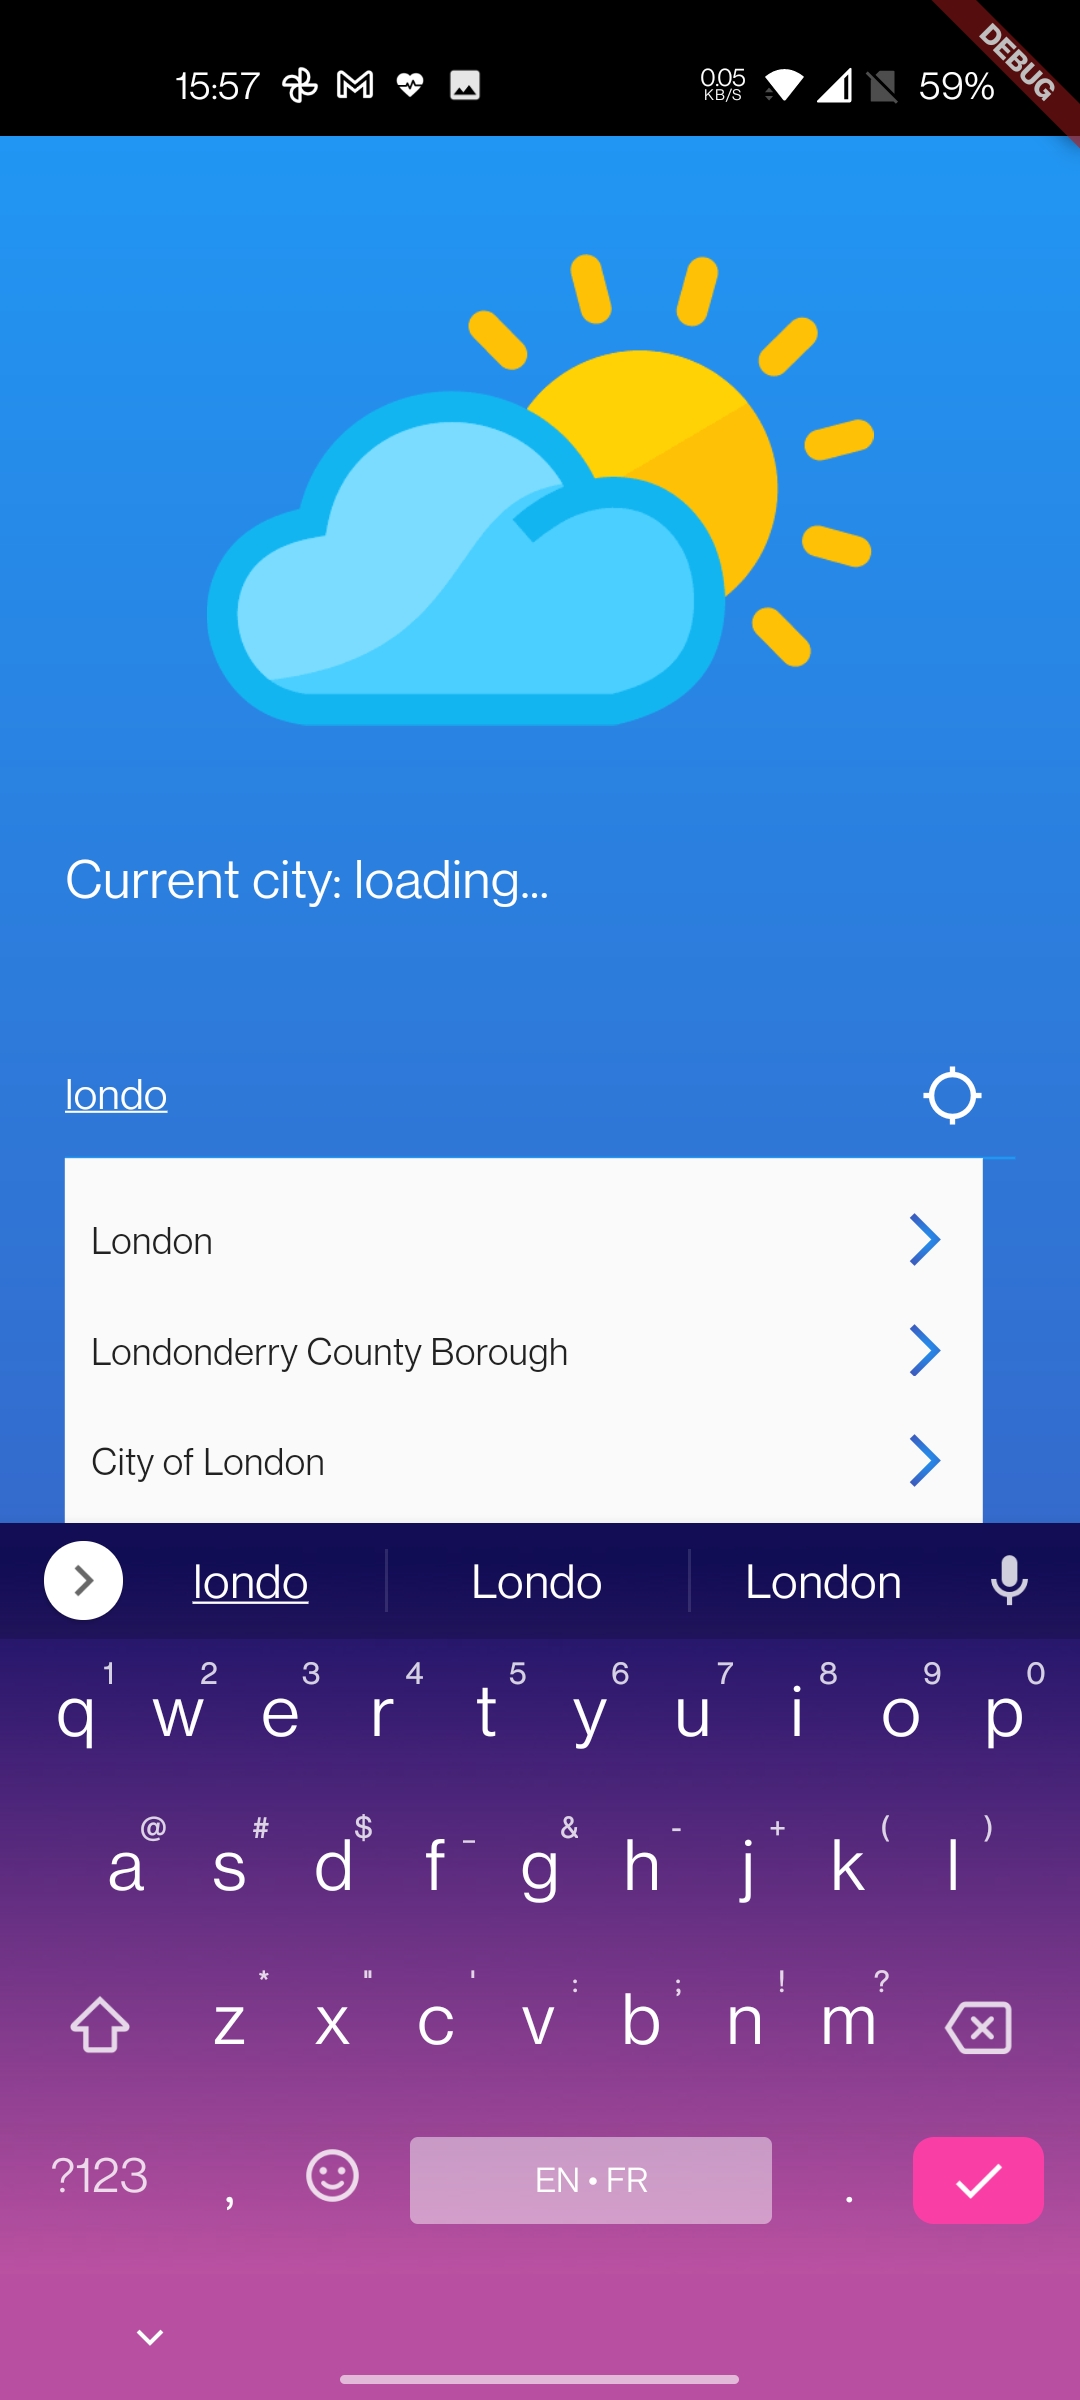 15:57 0.05 KB/S 59%
DEBUG
Current city: loading...
londo
London
Londonderry County Borough
City of London
londo Londo London
1 2 3 4 5 6 7 8 9 0
q w e r t y u i o p
@ # $ _ & - + ( )
a s d f g h j k l
* " ' : ; ! ?
z x c v b n m
?123 , EN • FR .